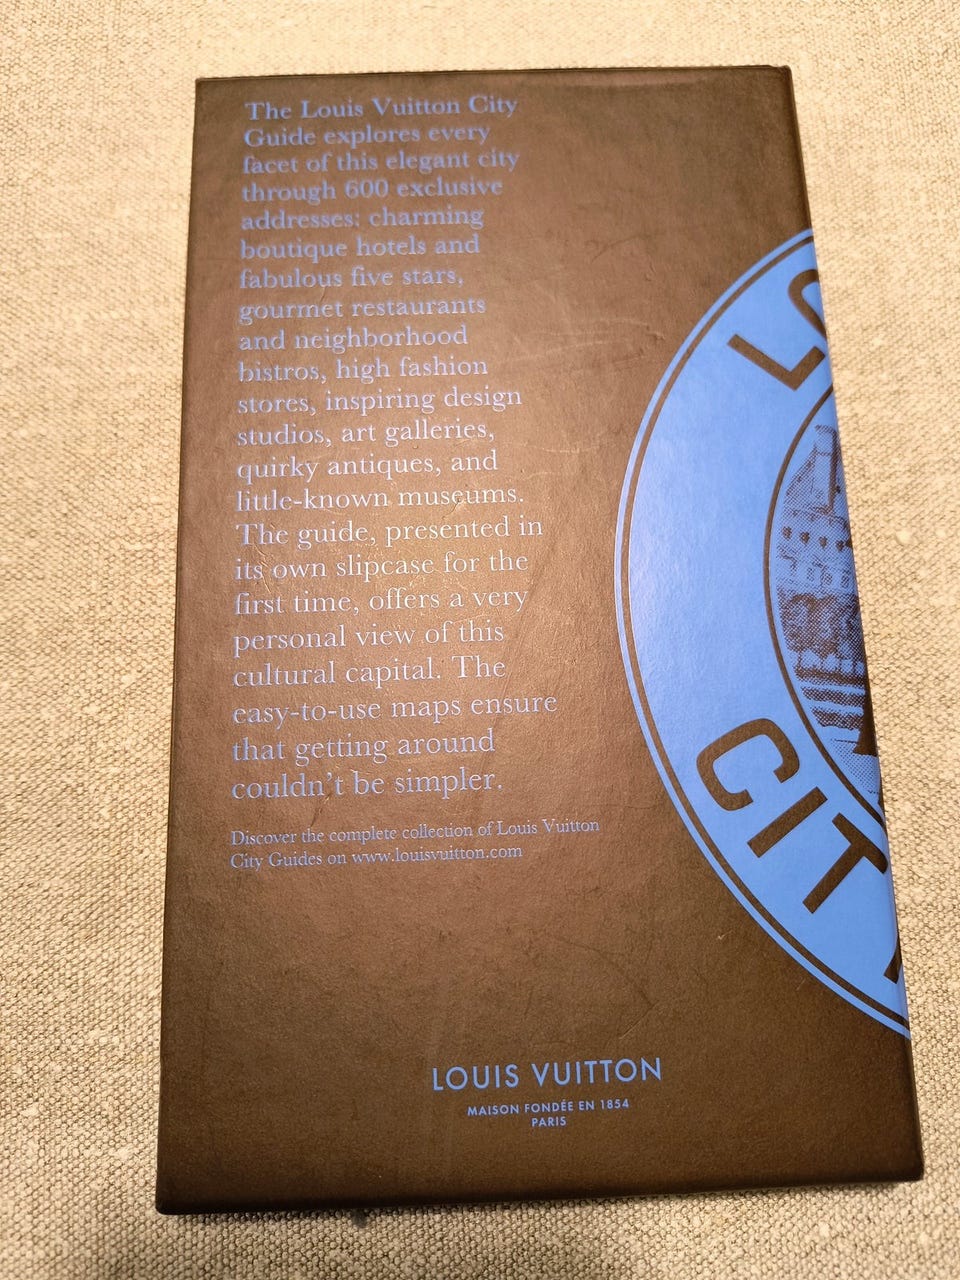 The Louis Vuitton City
Guide explores every
facet of this elegant city
through 600 exclusive
addresses: charming
boutique hotels and
fabulous five stars,
gourmet restaurants
and neighborhood
bistros, high fashion
stores, inspiring design
studios, art galleries,
quirky antiques, and
little-known museums.
The guide, presented in
its own slipcase for the
first time, offers a very
personal view of this
cultural capital. The
easy-to-use maps ensure
that getting around
couldn't be simpler.
Discover the complete collection of Louis Vuitton
City Guides on www.louisvuitton.com
LO
CIT
LOUIS VUITTON
MAISON FONDÉE EN 1854
PARIS